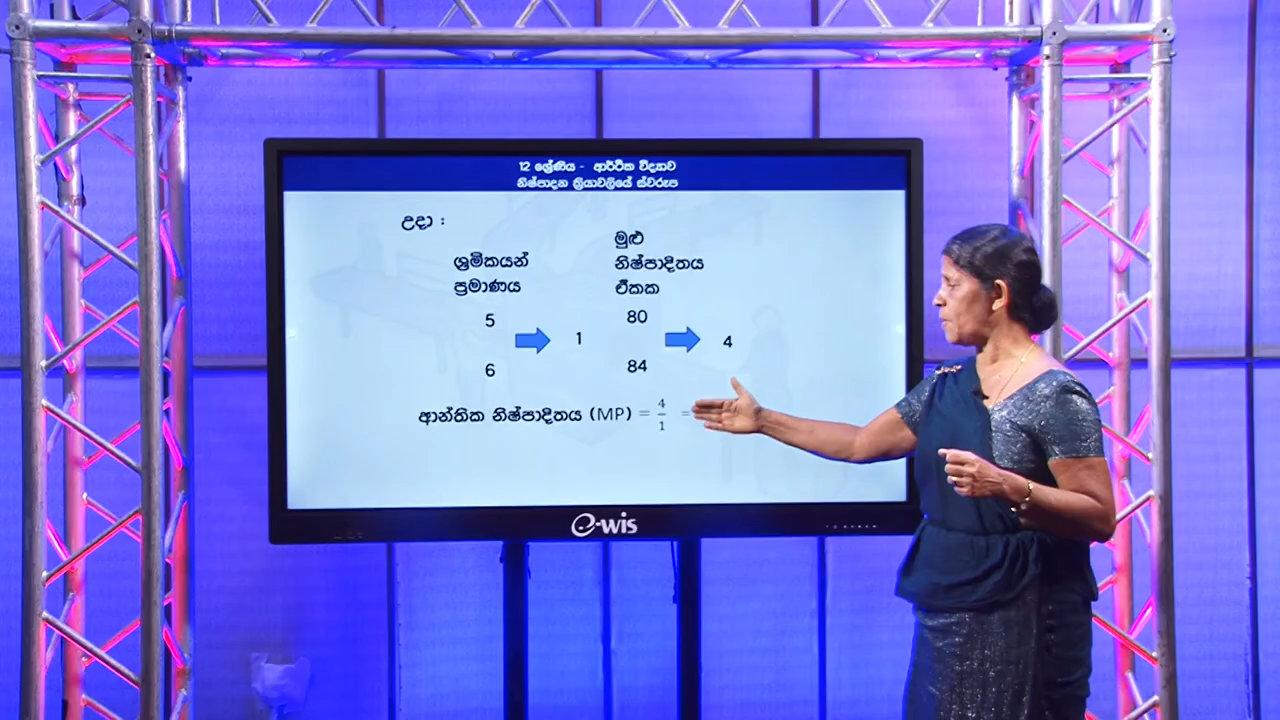 12 ශ්‍රේණිය - ආර්ථික විද්‍යාව
නිෂ්පාදන ක්‍රියාවලියේ ස්වරූප
උදා :
ශ්‍රමිකයන් ප්‍රමාණය
මුළු නිෂ්පාදිතය ඒකක
5
80
1
4
6
84
ආන්තික නිෂ්පාදිතය (MP) = 4/1 =
e-wis